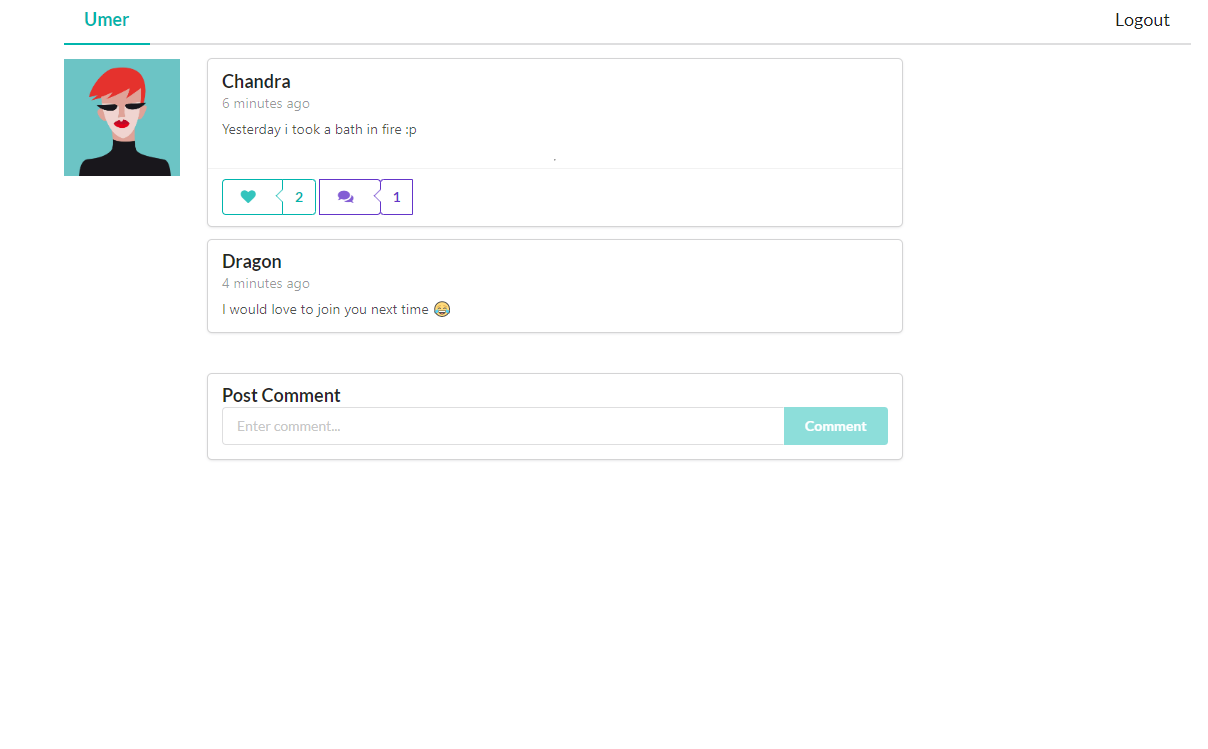 Umer Logout
Chandra
6 minutes ago
Yesterday i took a bath in fire :p
2 1
Dragon
4 minutes ago
I would love to join you next time 😂
Post Comment
Enter comment... Comment